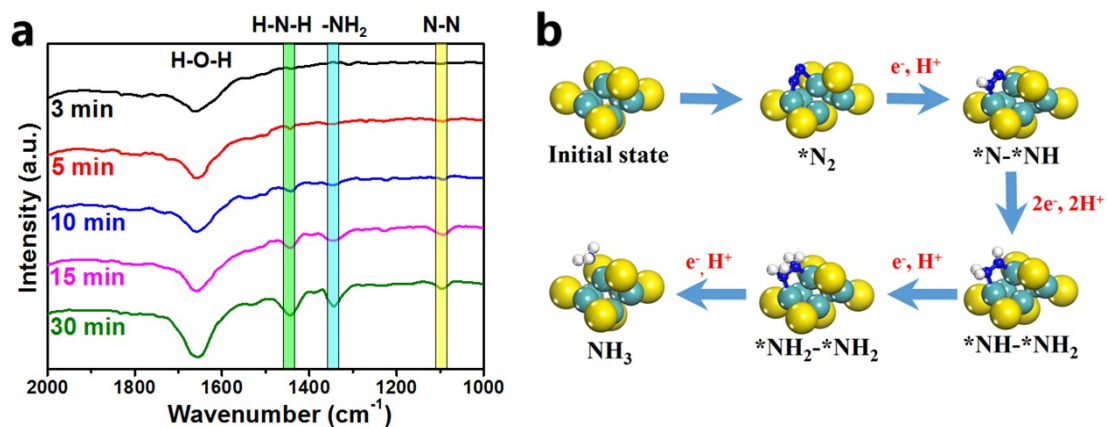 a
H-N-H -NH₂ N-N
H-O-H
3 min
5 min
10 min
15 min
30 min
Intensity (a.u.)
2000 1800 1600 1400 1200 1000
Wavenumber (cm⁻¹)
b
Initial state
*N₂
e⁻, H⁺
*N-*NH
2e⁻, 2H⁺
*NH-*NH₂
e⁻, H⁺
*NH₂-*NH₂
e⁻, H⁺
NH₃